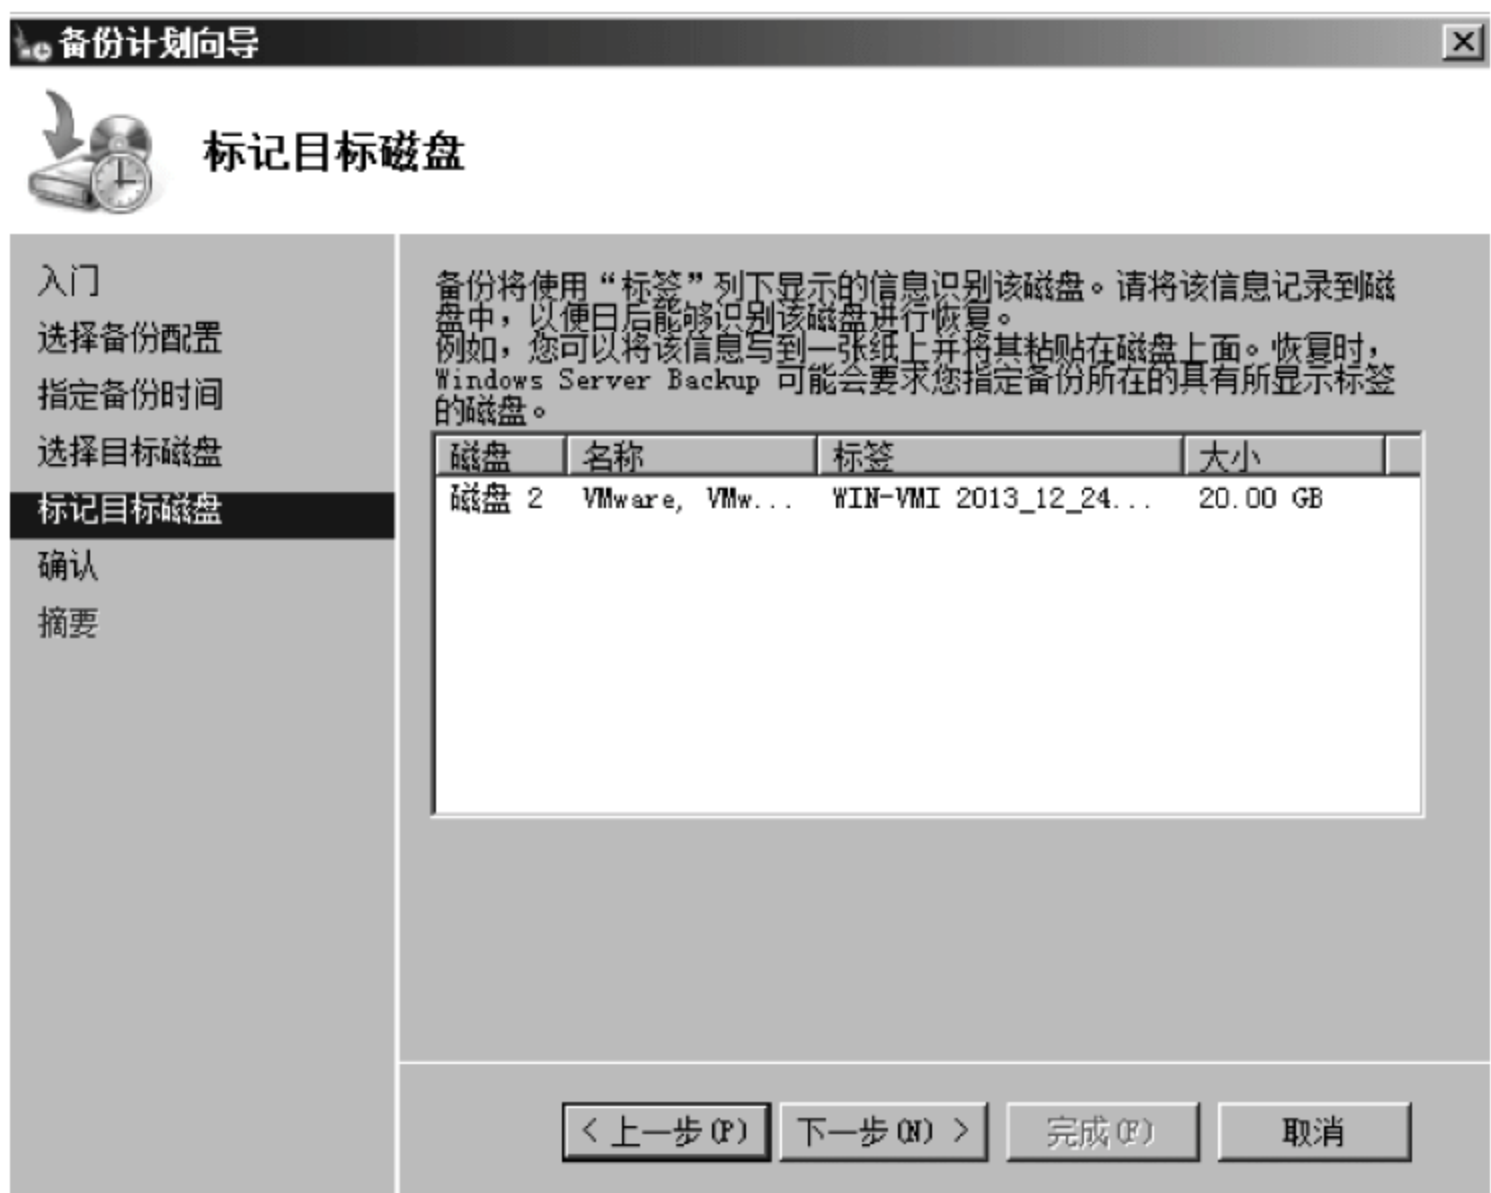 备份计划向导
标记目标磁盘
入门
选择备份配置
指定备份时间
选择目标磁盘
标记目标磁盘
确认
摘要
备份将使用“标签”列下显示的信息识别该磁盘。请将该信息记录到磁
盘中，以便日后能够识别该磁盘进行恢复。
例如，您可以将该信息写到一张纸上并将其粘贴在磁盘上面。恢复时，
Windows Server Backup 可能会要求您指定备份所在的具有所显示标签
的磁盘。
磁盘 名称 标签 大小
磁盘 2 VMware, VMw... WIN-VMI 2013_12_24... 20.00 GB
< 上一步(P) 下一步(N) > 完成(F) 取消